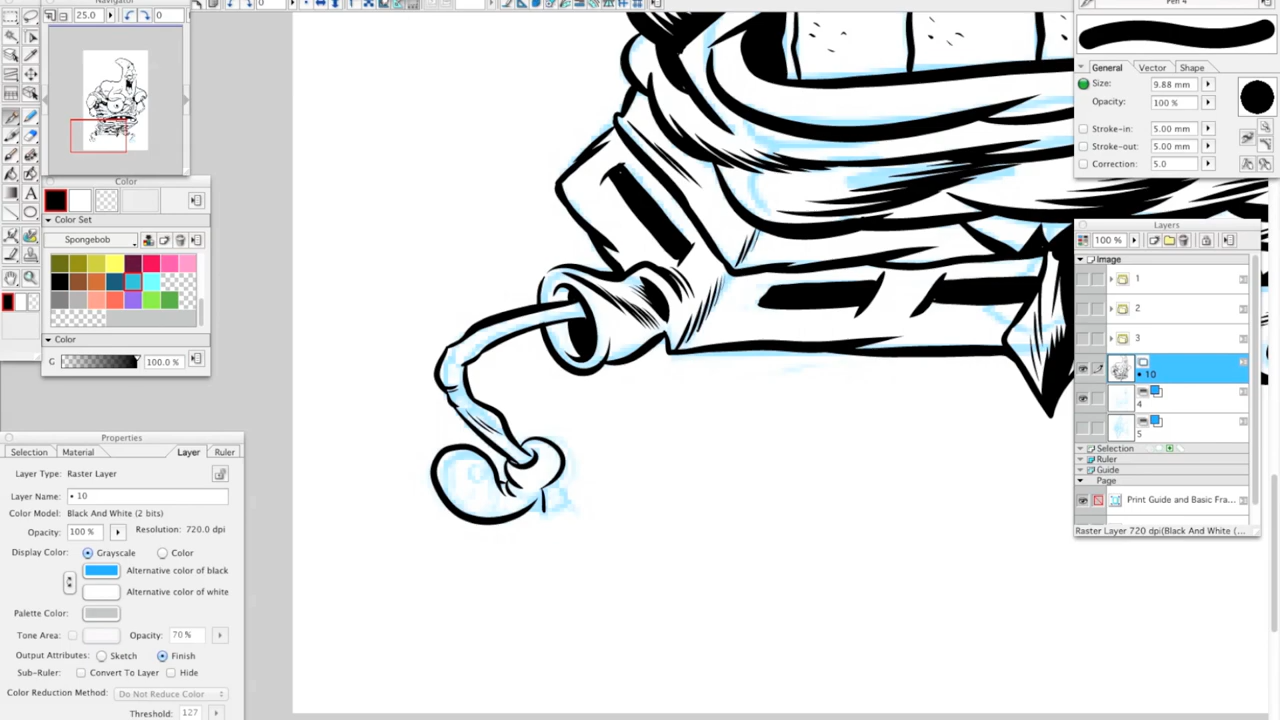 Navigator
25.0
0
Color
Color Set
Spongebob
Color
G
100.0 %
Properties
Selection
Material
Layer
Ruler
Layer Type: Raster Layer
Layer Name: • 10
Color Model: Black And White (2 bits)
Opacity: 100 %
Resolution: 720.0 dpi
Display Color: Grayscale Color
Alternative color of black
Alternative color of white
Palette Color:
Tone Area: Opacity: 70 %
Output Attributes: Sketch Finish
Sub-Ruler: Convert To Layer Hide
Color Reduction Method: Do Not Reduce Color
Threshold: 127
Pen 4
General
Vector
Shape
Size: 9.88 mm
Opacity: 100 %
Stroke-in: 5.00 mm
Stroke-out: 5.00 mm
Correction: 5.0
Layers
100 %
Image
1
2
3
• 10
4
5
Selection
Ruler
Guide
Page
Print Guide and Basic Fra...
Raster Layer 720 dpi(Black And White (...